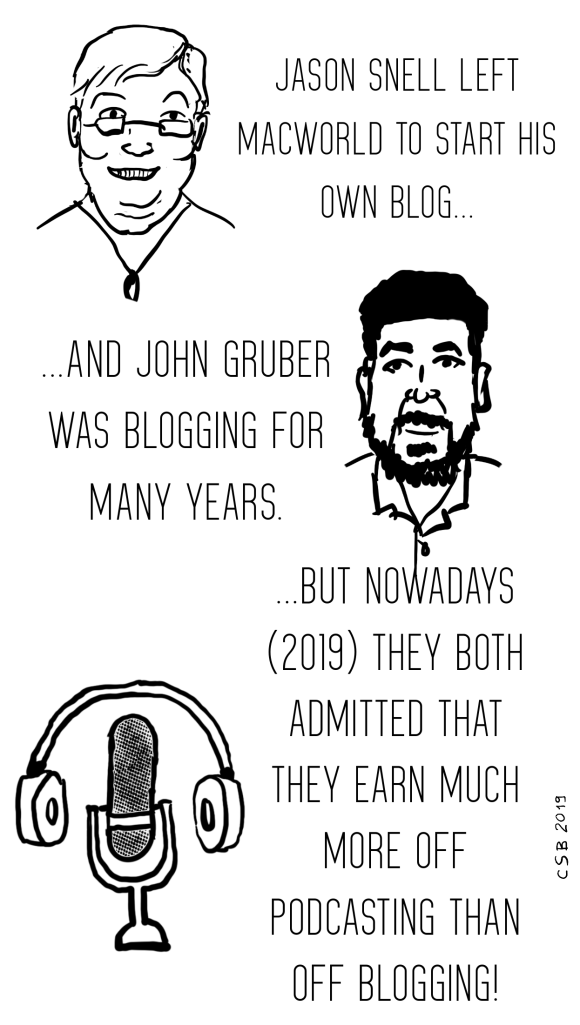 JASON SNELL LEFT
MACWORLD TO START HIS
OWN BLOG...
...AND JOHN GRUBER
WAS BLOGGING FOR
MANY YEARS.
...BUT NOWADAYS
(2019) THEY BOTH
ADMITTED THAT
THEY EARN MUCH
MORE OFF
PODCASTING THAN
OFF BLOGGING!
CSB 2019